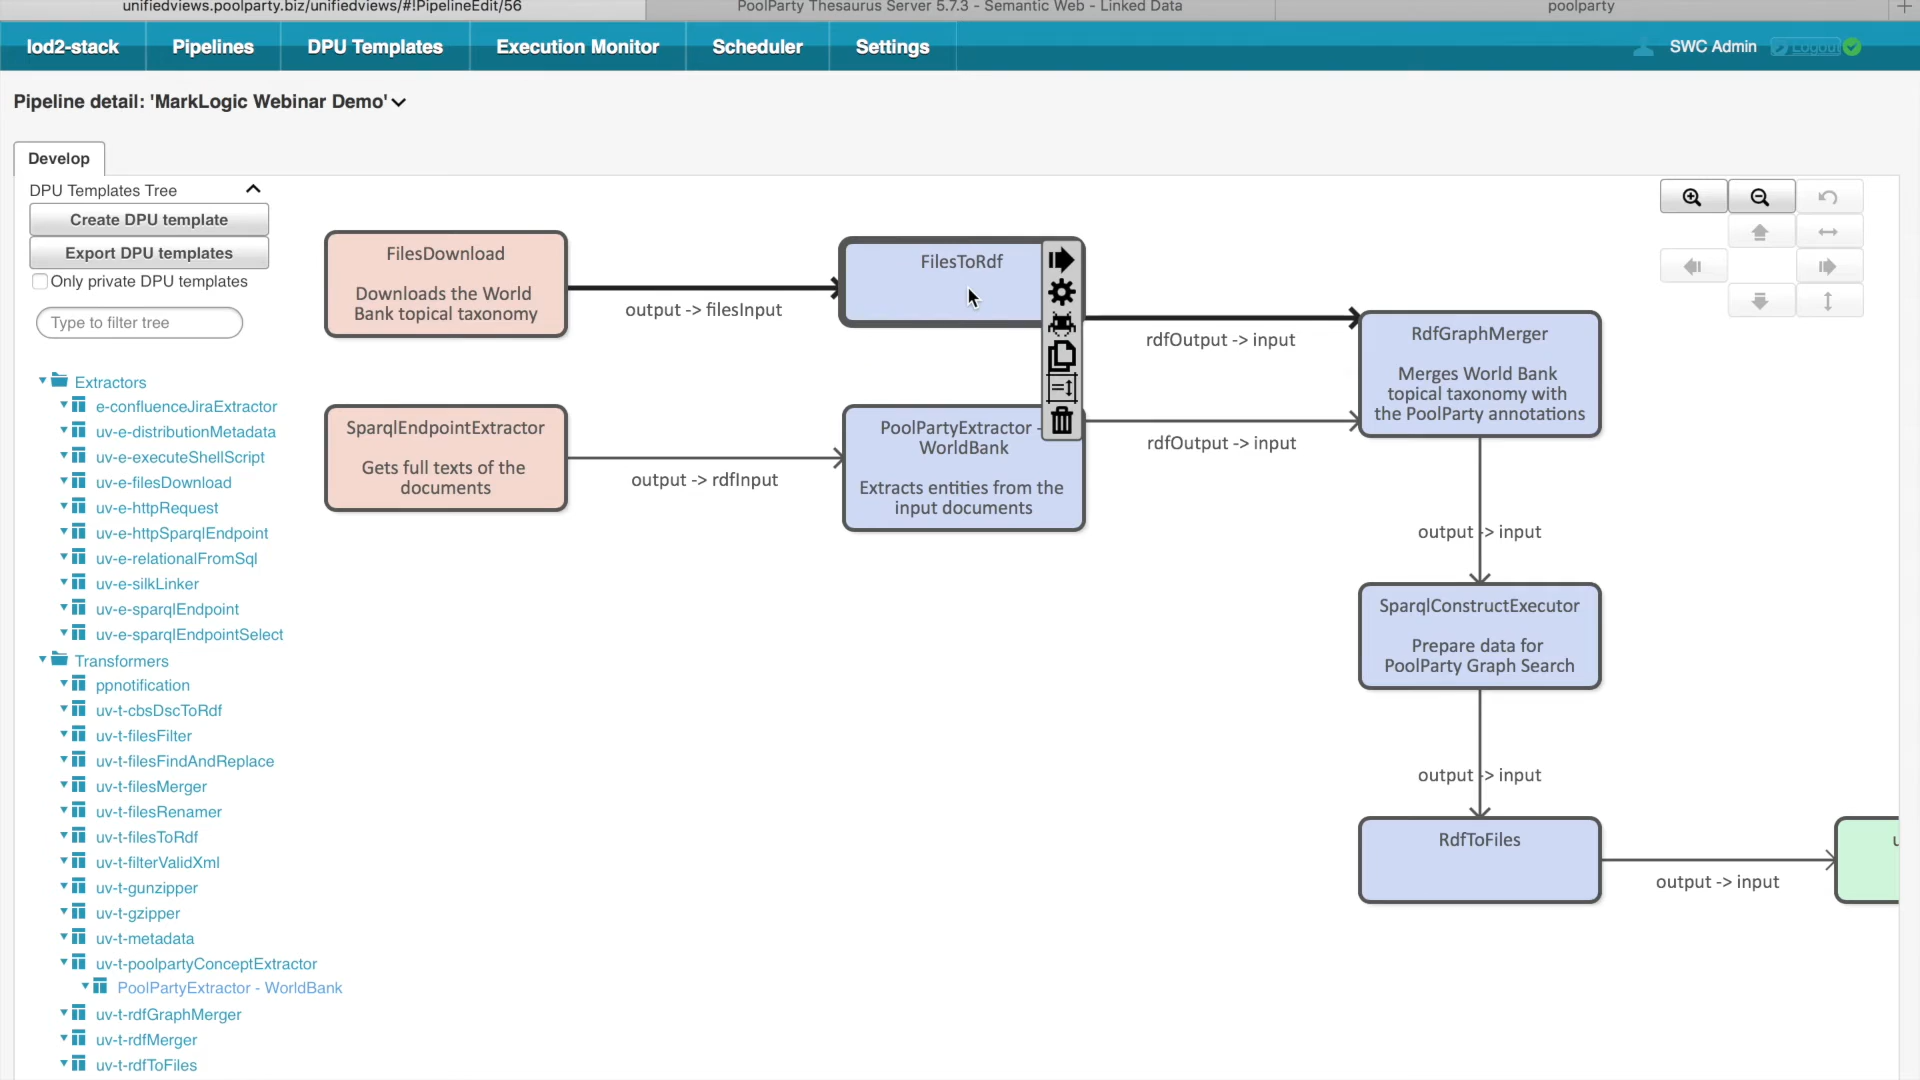 unifiedviews.poolparty.biz/unifiedviews/#!PipelineEdit/56
PoolParty Thesaurus Server 5.7.3 - Semantic Web - Linked Data
poolparty
lod2-stack
Pipelines
DPU Templates
Execution Monitor
Scheduler
Settings
SWC Admin
Logout
Pipeline detail: 'MarkLogic Webinar Demo'
Develop
DPU Templates Tree
Create DPU template
Export DPU templates
Only private DPU templates
Type to filter tree
Extractors
e-confluenceJiraExtractor
uv-e-distributionMetadata
uv-e-executeShellScript
uv-e-filesDownload
uv-e-httpRequest
uv-e-httpSparqlEndpoint
uv-e-relationalFromSql
uv-e-silkLinker
uv-e-sparqlEndpoint
uv-e-sparqlEndpointSelect
Transformers
ppnotification
uv-t-cbsDscToRdf
uv-t-filesFilter
uv-t-filesFindAndReplace
uv-t-filesMerger
uv-t-filesRenamer
uv-t-filesToRdf
uv-t-filterValidXml
uv-t-gunzipper
uv-t-gzipper
uv-t-metadata
uv-t-poolpartyConceptExtractor
PoolPartyExtractor - WorldBank
uv-t-rdfGraphMerger
uv-t-rdfMerger
uv-t-rdfToFiles
FilesDownload
Downloads the World
Bank topical taxonomy
output -> filesInput
FilesToRdf
rdfOutput -> input
SparqlEndpointExtractor
Gets full texts of the
documents
output -> rdfInput
PoolPartyExtractor -
WorldBank
Extracts entities from the
input documents
rdfOutput -> input
RdfGraphMerger
Merges World Bank
topical taxonomy with
the PoolParty annotations
output -> input
SparqlConstructExecutor
Prepare data for
PoolParty Graph Search
output -> input
RdfToFiles
output -> input